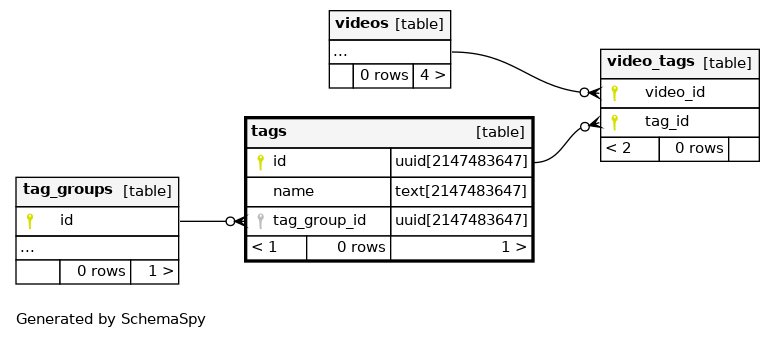 videos [table]
...
0 rows 4 >
video_tags [table]
video_id
tag_id
< 2 0 rows
tags [table]
id uuid[2147483647]
name text[2147483647]
tag_group_id uuid[2147483647]
< 1 0 rows 1 >
tag_groups [table]
id
...
0 rows 1 >
Generated by SchemaSpy